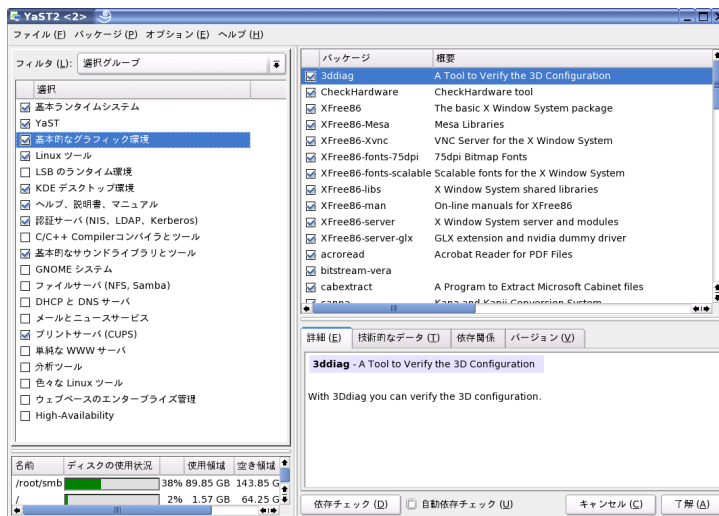 YaST2 <2>
ファイル (F) パッケージ (P) オプション (E) ヘルプ (H)
フィルタ (L): 選択グループ
選択
基本ランタイムシステム
YaST
基本的なグラフィック環境
Linux ツール
LSB のランタイム環境
KDE デスクトップ環境
ヘルプ、説明書、マニュアル
認証サーバ (NIS、LDAP、Kerberos)
C/C++ Compilerコンパイラとツール
基本的なサウンドライブラリとツール
GNOME システム
ファイルサーバ (NFS, Samba)
DHCP と DNS サーバ
メールとニュースサービス
プリントサーバ (CUPS)
単純な WWW サーバ
分析ツール
色々な Linux ツール
ウェブベースのエンタープライズ管理
High-Availability
名前 ディスクの使用状況 使用領域 空き領域
/root/smb 38% 89.85 GB 143.85 G
/ 2% 1.57 GB 64.25 G
パッケージ 概要
3ddiag A Tool to Verify the 3D Configuration
CheckHardware CheckHardware tool
XFree86 The basic X Window System package
XFree86-Mesa Mesa Libraries
XFree86-Xvnc VNC Server for the X Window System
XFree86-fonts-75dpi 75dpi Bitmap Fonts
XFree86-fonts-scalable Scalable fonts for the X Window System
XFree86-libs X Window System shared libraries
XFree86-man On-line manuals for XFree86
XFree86-server X Window System server and modules
XFree86-server-glx GLX extension and nvidia dummy driver
acroread Acrobat Reader for PDF Files
bitstream-vera
cabextract A Program to Extract Microsoft Cabinet files
canna Kana and Kanji Conversion System
詳細 (E) 技術的なデータ (T) 依存関係 バージョン (V)
3ddiag - A Tool to Verify the 3D Configuration
With 3Ddiag you can verify the 3D configuration.
依存チェック (D) 自動依存チェック (U) キャンセル (C) 了解 (A)